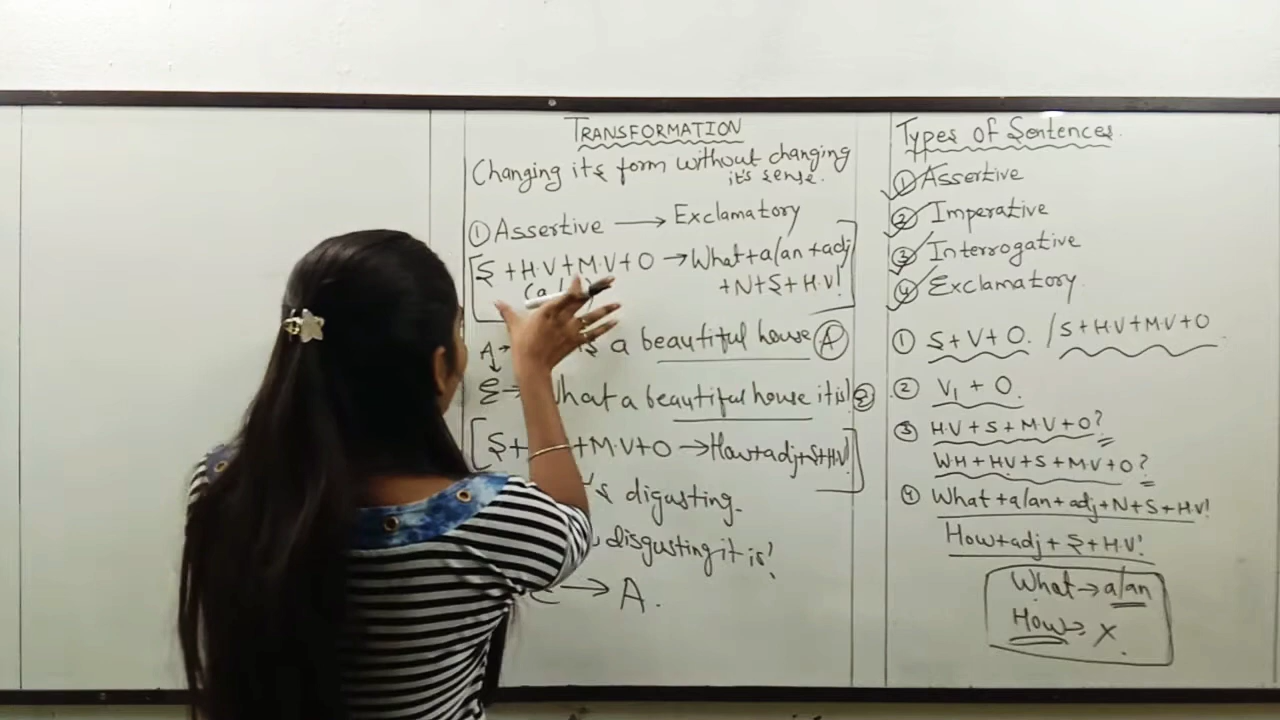 TRANSFORMATION
Changing its form without changing
it's sense.
① Assertive → Exclamatory
[S + H.V + M.V + O → What + a/an + adj
+ N + S + H.V!]
A → a beautiful house Ⓐ
E → What a beautiful house it is!
[S + + M.V + O → How + adj + S + H.V!]
digusting.
disgusting it is!
E → A.
Types of Sentences.
① Assertive
② Imperative
③ Interrogative
④ Exclamatory
① S + V + O. / S + H.V + M.V + O
② V₁ + O.
③ H.V + S + M.V + O?
WH + H.V + S + M.V + O?
④ What + a/an + adj + N + S + H.V!
How + adj + S + H.V!
What → a/an
How → X.